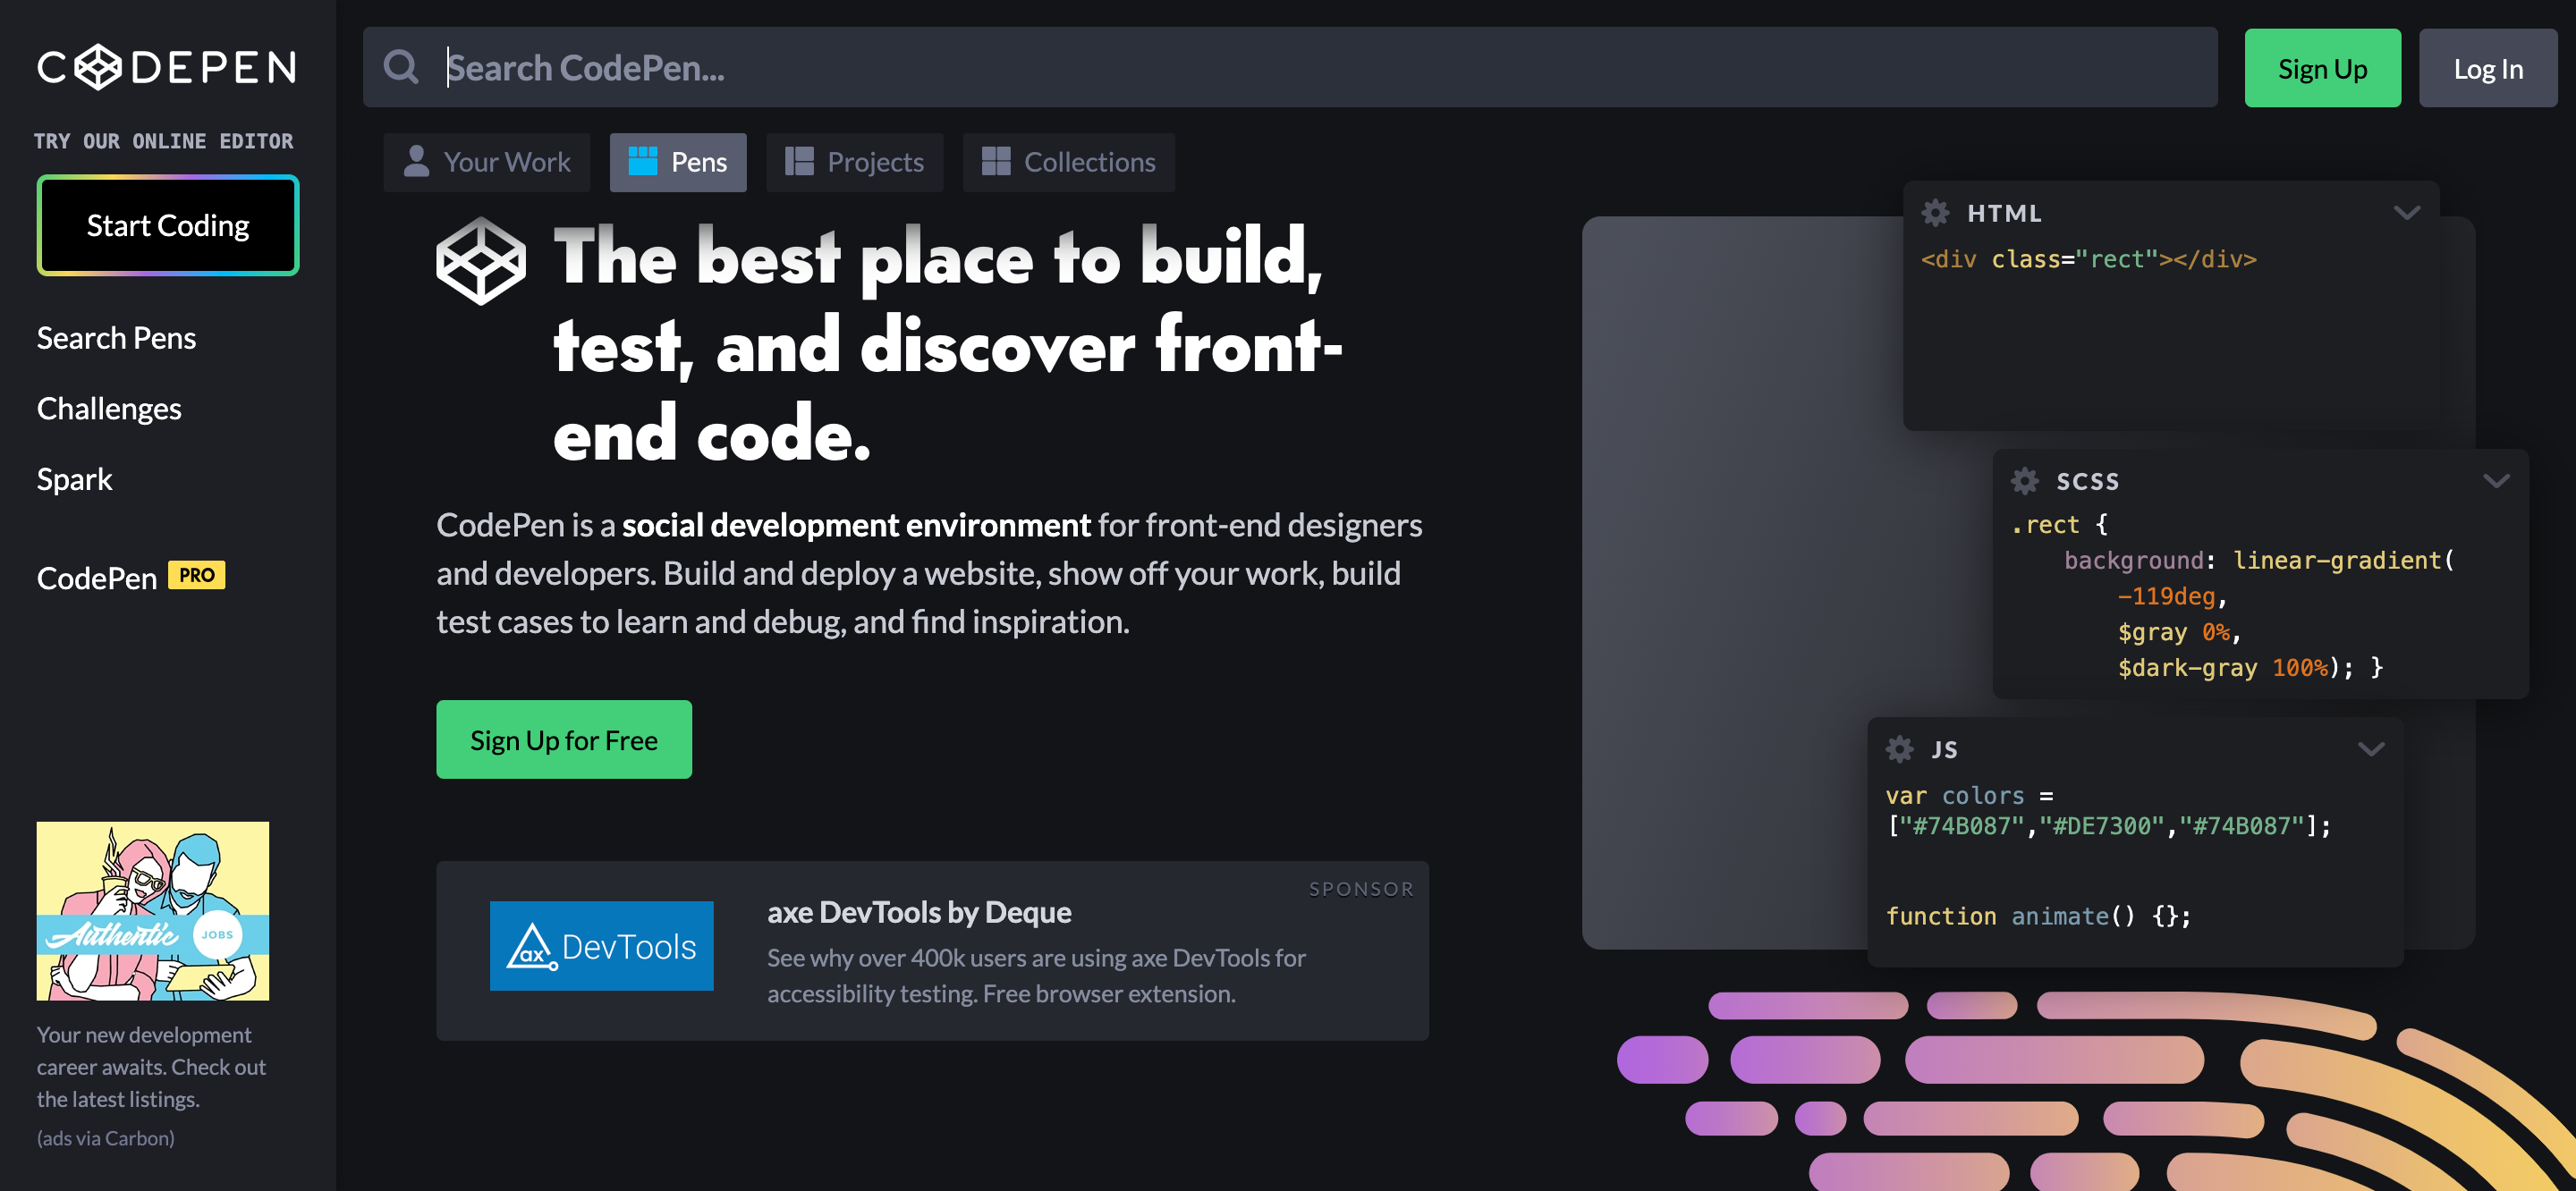 CODEPEN
TRY OUR ONLINE EDITOR
Start Coding
Search Pens
Challenges
Spark
CodePen PRO
Authentic JOBS
Your new development
career awaits. Check out
the latest listings.
(ads via Carbon)
Search CodePen...
Sign Up
Log In
Your Work
Pens
Projects
Collections
The best place to build,
test, and discover front-
end code.
CodePen is a social development environment for front-end designers
and developers. Build and deploy a website, show off your work, build
test cases to learn and debug, and find inspiration.
Sign Up for Free
SPONSOR
ax DevTools
axe DevTools by Deque
See why over 400k users are using axe DevTools for
accessibility testing. Free browser extension.
HTML
<div class="rect"></div>
SCSS
.rect {
background: linear-gradient(
-119deg,
$gray 0%,
$dark-gray 100%); }
JS
var colors =
["#74B087","#DE7300","#74B087"];
function animate() {};